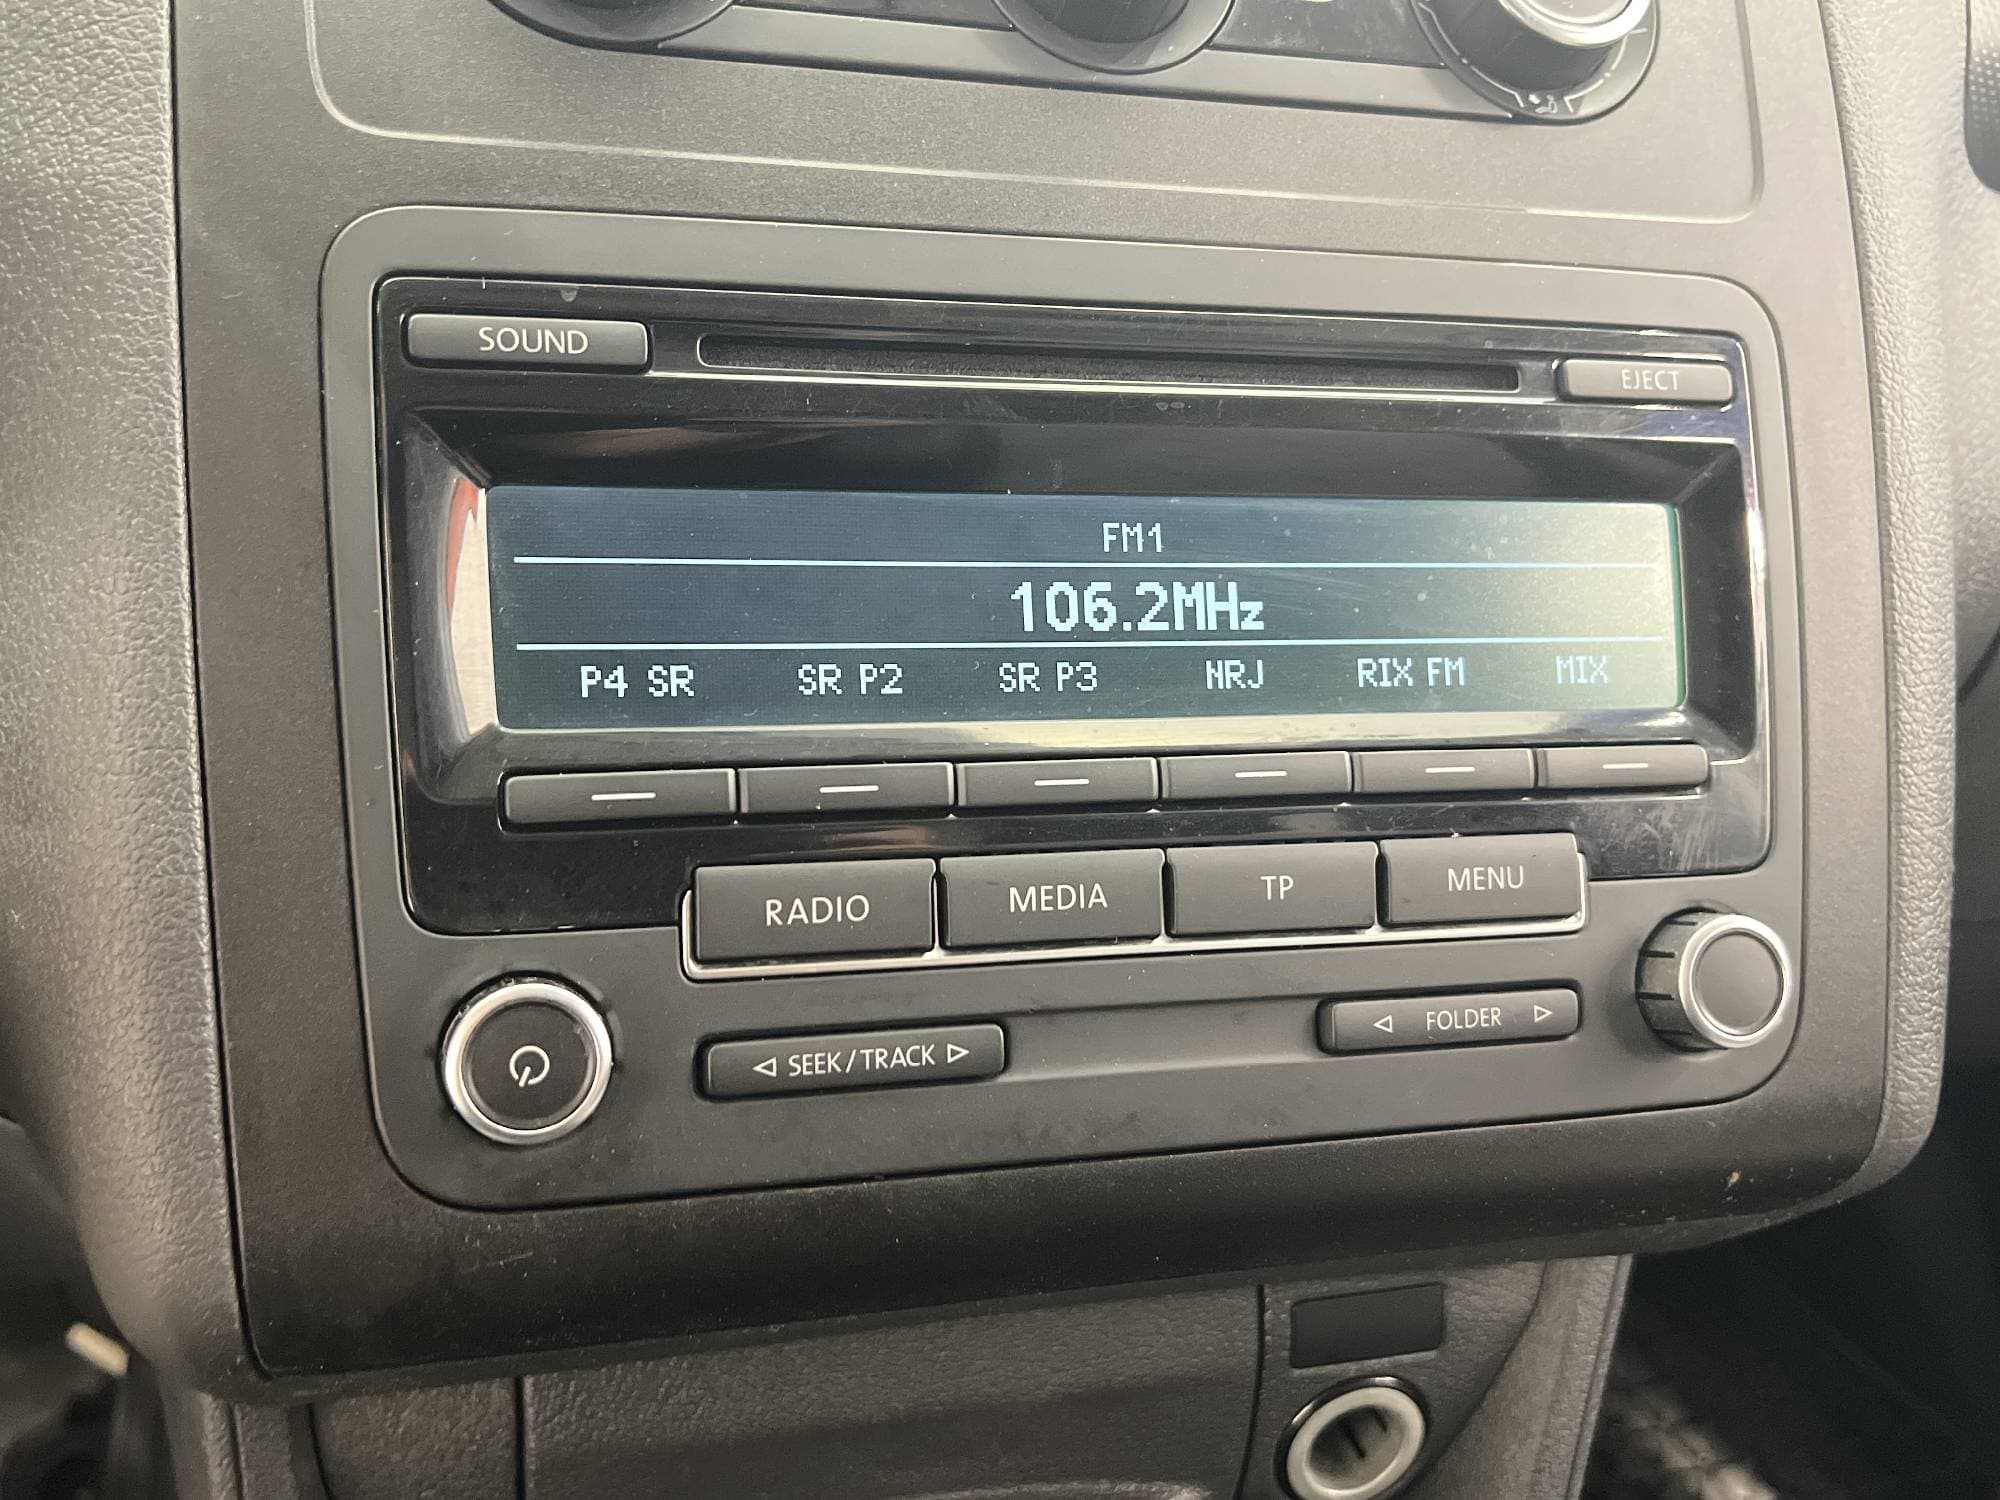 SOUND
EJECT
FM1
106.2MHz
P4 SR SR P2 SR P3 NRJ RIX FM MIX
RADIO MEDIA TP MENU
◁ SEEK/TRACK ▷
◁ FOLDER ▷